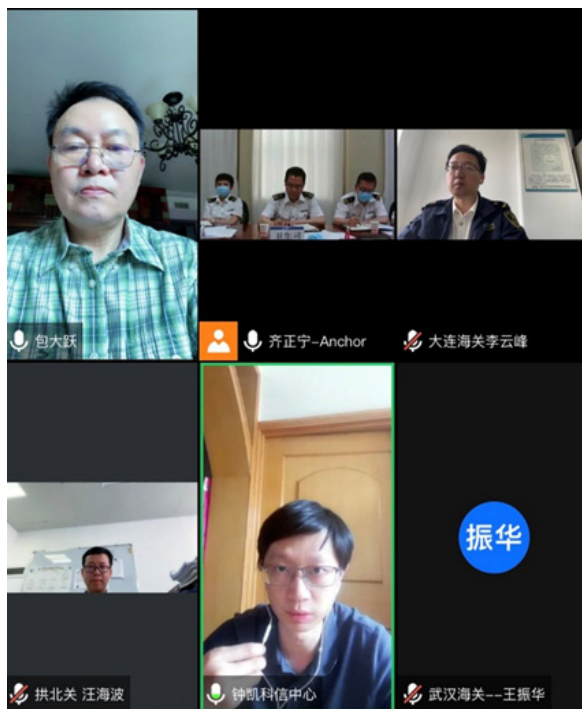 包大跃
齐正宁-Anchor
大连海关李云峰
振华
拱北关 汪海波
钟凯科信中心
武汉海关--王振华